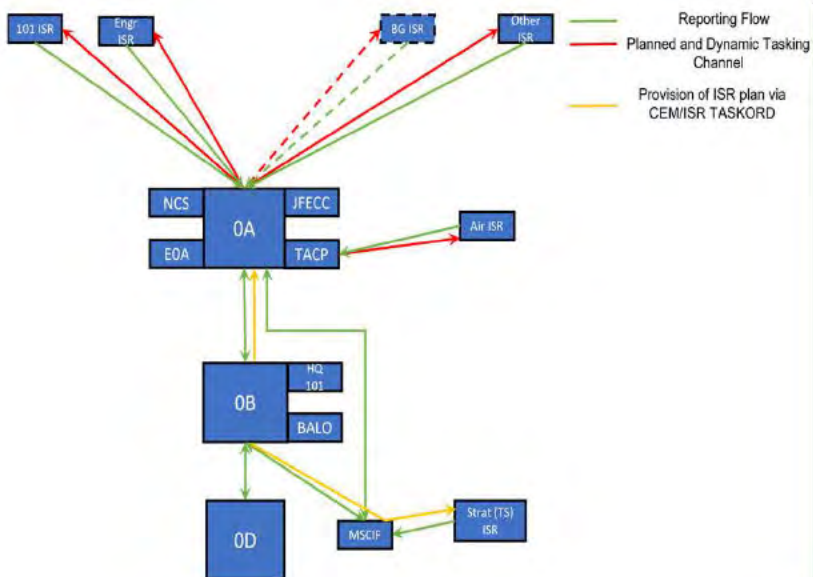 101 ISR
Engr
ISR
BG ISR
Other
ISR
Reporting Flow
Planned and Dynamic Tasking
Channel
Provision of ISR plan via
CEM/ISR TASKORD
NCS
JFECC
0A
E0A
TACP
Air ISR
0B
HQ
101
BALO
0D
MSCIF
Strat (TS)
ISR